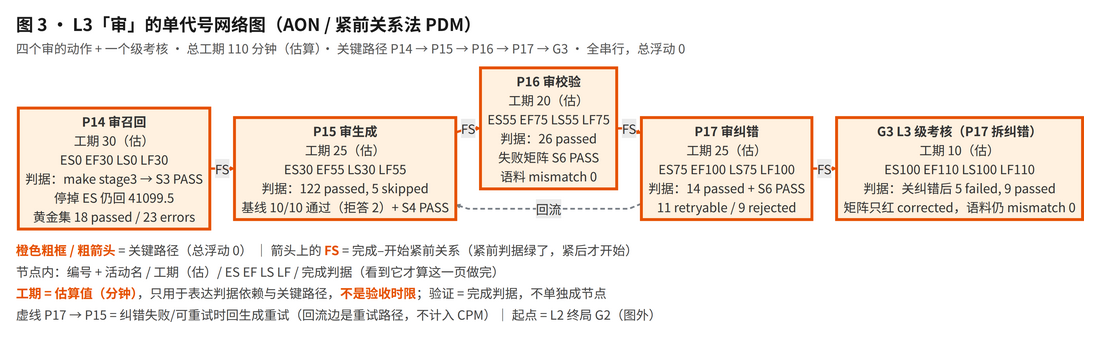 图 3 · L3「审」的单代号网络图（AON / 紧前关系法 PDM）
四个审的动作 + 一个级考核 · 总工期 110 分钟（估算）· 关键路径 P14 → P15 → P16 → P17 → G3 · 全串行，总浮动 0
P14 审召回
工期 30（估）
ES0 EF30 LS0 LF30
判据：make stage3 → S3 PASS
停掉 ES 仍回 41099.5
黄金集 18 passed / 23 errors
FS
P15 审生成
工期 25（估）
ES30 EF55 LS30 LF55
判据：122 passed, 5 skipped
基线 10/10 通过（拒答 2）+ S4 PASS
FS
P16 审校验
工期 20（估）
ES55 EF75 LS55 LF75
判据：26 passed
失败矩阵 S6 PASS
语料 mismatch 0
FS
P17 审纠错
工期 25（估）
ES75 EF100 LS75 LF100
判据：14 passed + S6 PASS
11 retryable / 9 rejected
FS
G3 L3 级考核（P17 拆纠错）
工期 10（估）
ES100 EF110 LS100 LF110
判据：关纠错后 5 failed, 9 passed
矩阵只红 corrected，语料仍 mismatch 0
回流
橙色粗框 / 粗箭头 = 关键路径（总浮动 0）｜ 箭头上的 FS = 完成–开始紧前关系（紧前判据绿了，紧后才开始）
节点内：编号 + 活动名 / 工期（估）/ ES EF LS LF / 完成判据（看到它才算这一页做完）
工期 = 估算值（分钟），只用于表达判据依赖与关键路径，不是验收时限；验证 = 完成判据，不单独成节点
虚线 P17 → P15 = 纠错失败/可重试时回生成重试（回流边是重试路径，不计入 CPM）｜ 起点 = L2 终局 G2（图外）